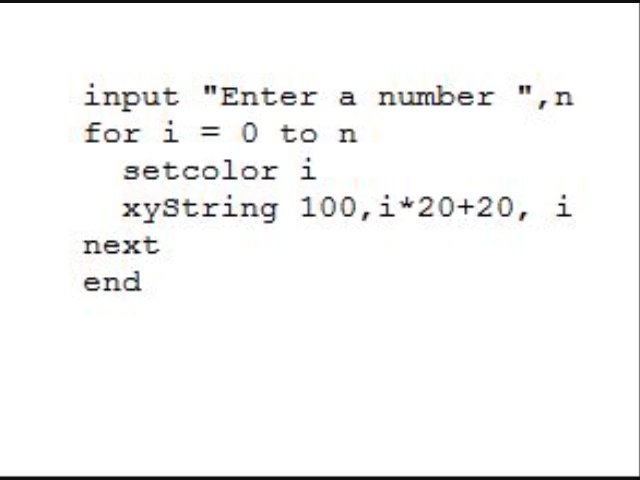 input "Enter a number ",n
for i = 0 to n
  setcolor i
  xyString 100,i*20+20, i
next
end